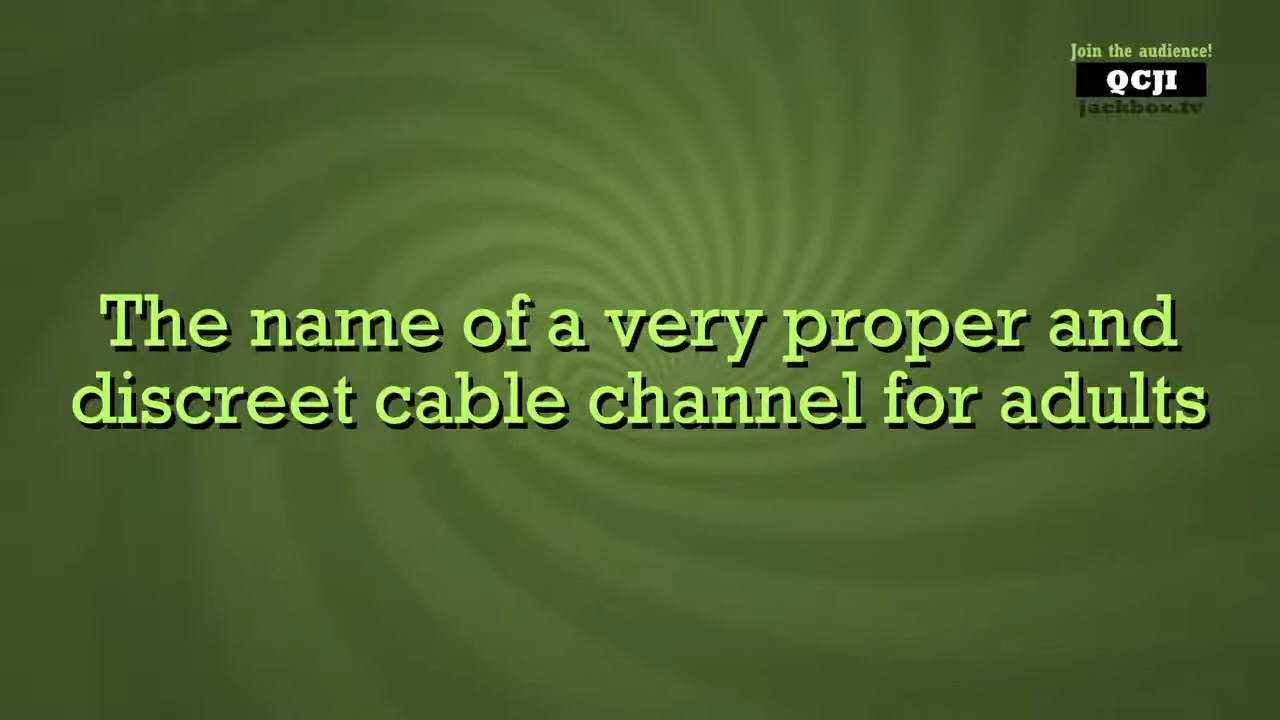 Join the audience!
QCJI
jackbox.tv
The name of a very proper and
discreet cable channel for adults